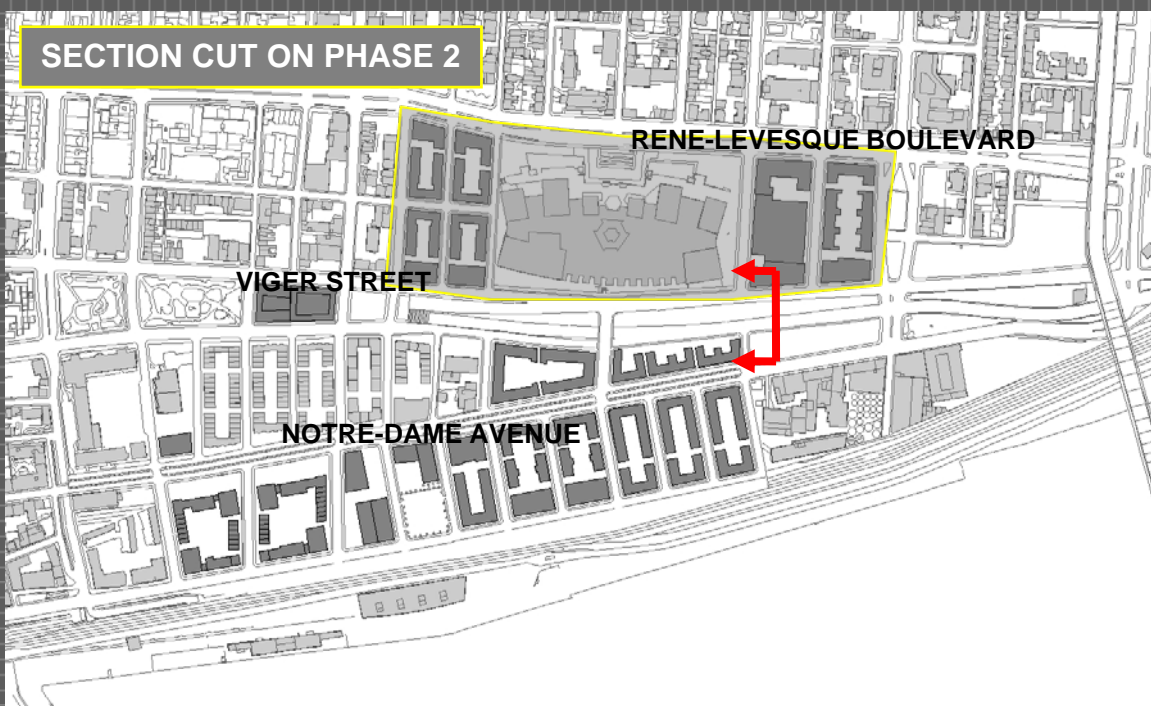 SECTION CUT ON PHASE 2
RENE-LEVESQUE BOULEVARD
VIGER STREET
NOTRE-DAME AVENUE